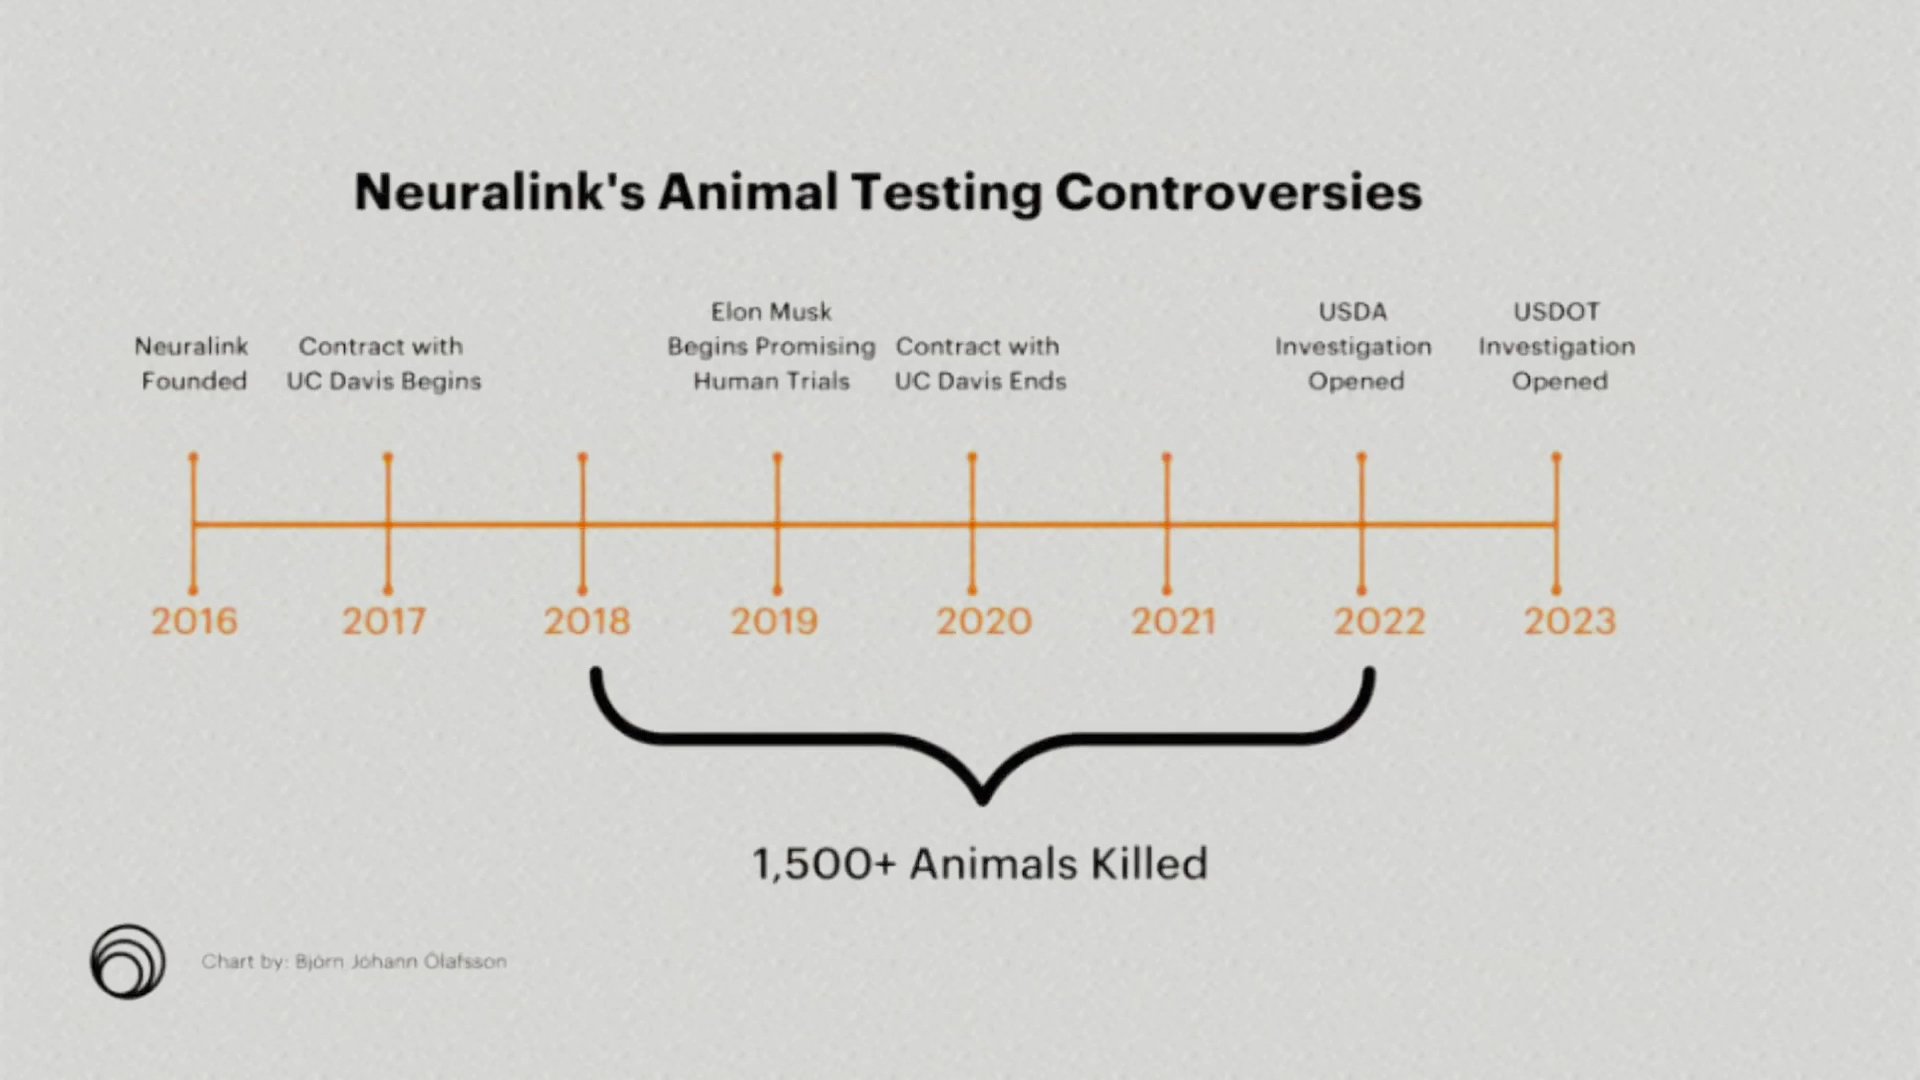 Neuralink's Animal Testing Controversies
Neuralink
Founded
Contract with
UC Davis Begins
Elon Musk
Begins Promising
Human Trials
Contract with
UC Davis Ends
USDA
Investigation
Opened
USDOT
Investigation
Opened
2016
2017
2018
2019
2020
2021
2022
2023
1,500+ Animals Killed
Chart by: Björn Jóhann Ólafsson